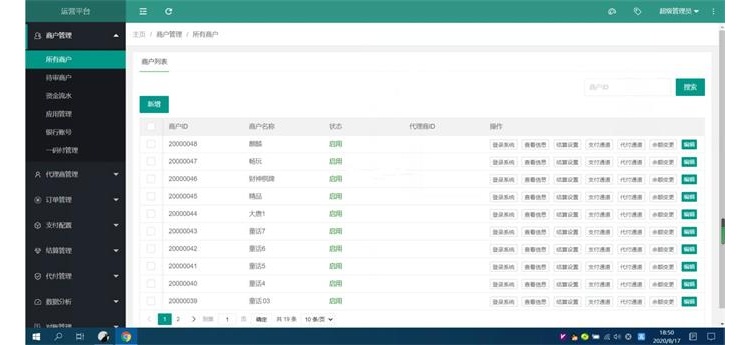 运营平台
超级管理员
商户管理
所有商户
待审商户
资金流水
应用管理
银行账号
一码付管理
代理商管理
订单管理
支付配置
结算管理
代付管理
数据分析
主页 / 商户管理 / 所有商户
商户列表
商户ID 搜索
新增
商户ID 商户名称 状态 代理商ID 操作
20000048 麒麟 启用 登录系统 查看信息 结算设置 支付通道 代付通道 余额变更 编辑
20000047 畅玩 启用 登录系统 查看信息 结算设置 支付通道 代付通道 余额变更 编辑
20000046 财神棋牌 启用 登录系统 查看信息 结算设置 支付通道 代付通道 余额变更 编辑
20000045 精品 启用 登录系统 查看信息 结算设置 支付通道 代付通道 余额变更 编辑
20000044 大唐1 启用 登录系统 查看信息 结算设置 支付通道 代付通道 余额变更 编辑
20000043 童话7 启用 登录系统 查看信息 结算设置 支付通道 代付通道 余额变更 编辑
20000042 童话6 启用 登录系统 查看信息 结算设置 支付通道 代付通道 余额变更 编辑
20000041 童话5 启用 登录系统 查看信息 结算设置 支付通道 代付通道 余额变更 编辑
20000040 童话4 启用 登录系统 查看信息 结算设置 支付通道 代付通道 余额变更 编辑
20000039 童话03 启用 登录系统 查看信息 结算设置 支付通道 代付通道 余额变更 编辑
1 2 到第 1 页 确定 共 19 条 10 条/页
18:50
2020/8/17